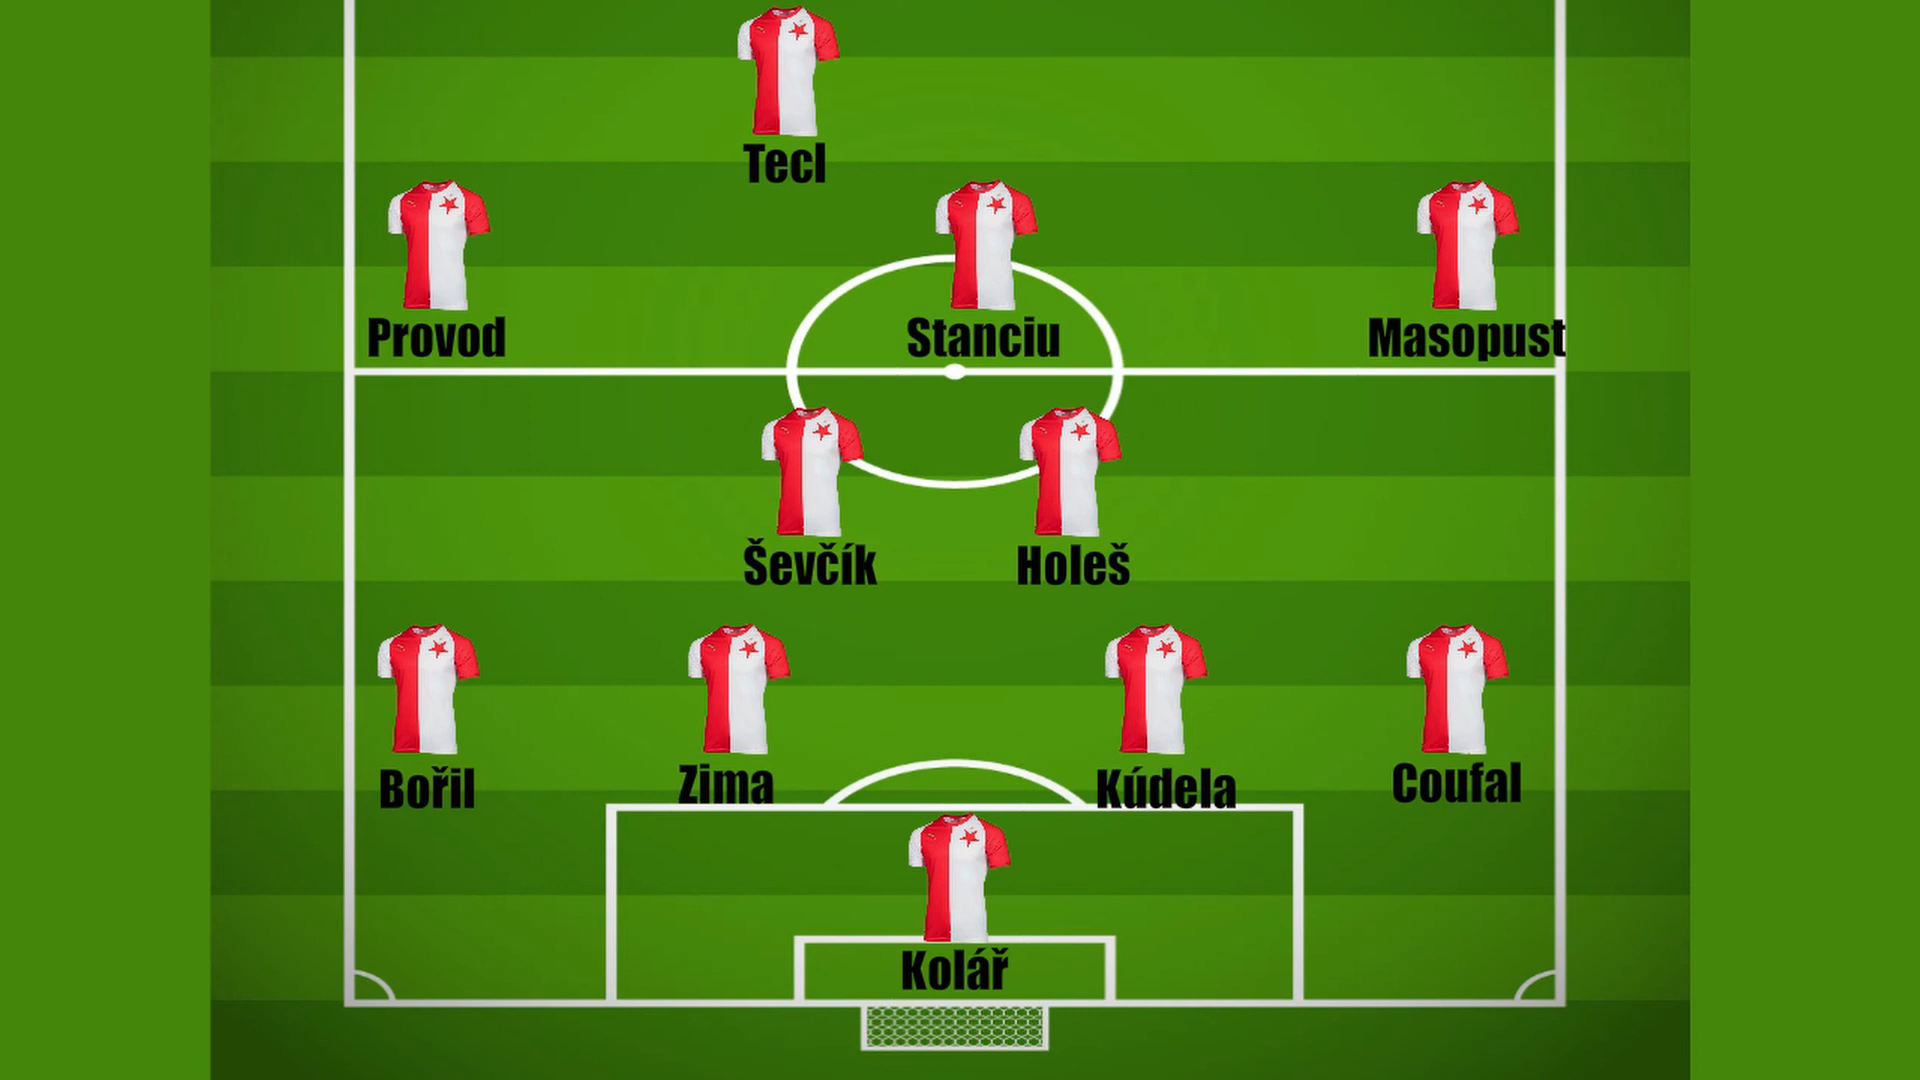 Tecl
Provod
Stanciu
Masopust
Ševčík
Holeš
Bořil
Zima
Kúdela
Coufal
Kolář